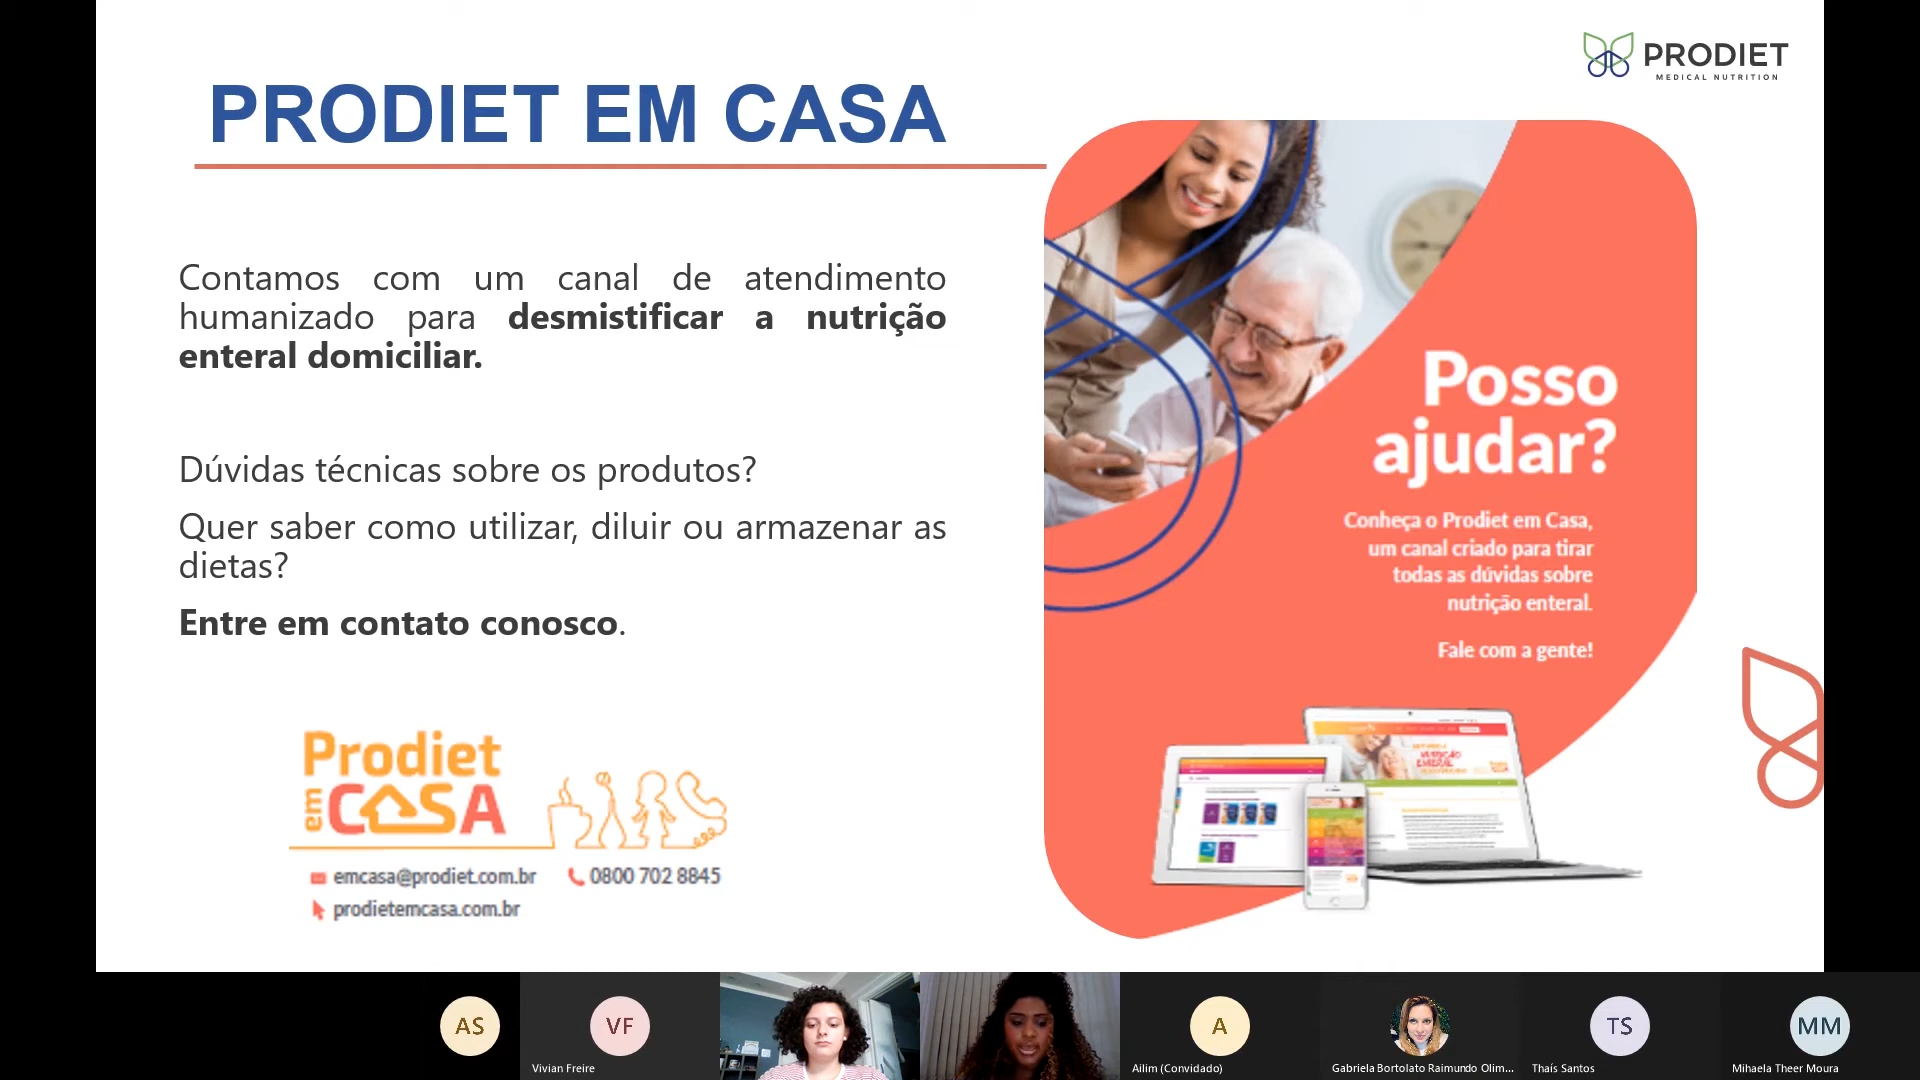 PRODIET
MEDICAL NUTRITION
PRODIET EM CASA
Contamos com um canal de atendimento
humanizado para desmistificar a nutrição
enteral domiciliar.
Dúvidas técnicas sobre os produtos?
Quer saber como utilizar, diluir ou armazenar as
dietas?
Entre em contato conosco.
Prodiet
em CASA
emcasa@prodiet.com.br 0800 702 8845
prodietemcasa.com.br
Posso
ajudar?
Conheça o Prodiet em Casa,
um canal criado para tirar
todas as dúvidas sobre
nutrição enteral.
Fale com a gente!
AS
VF
Vivian Freire
A
Ailim (Convidado)
Gabriela Bortolato Raimundo Olim...
TS
Thaís Santos
MM
Mihaela Theer Moura